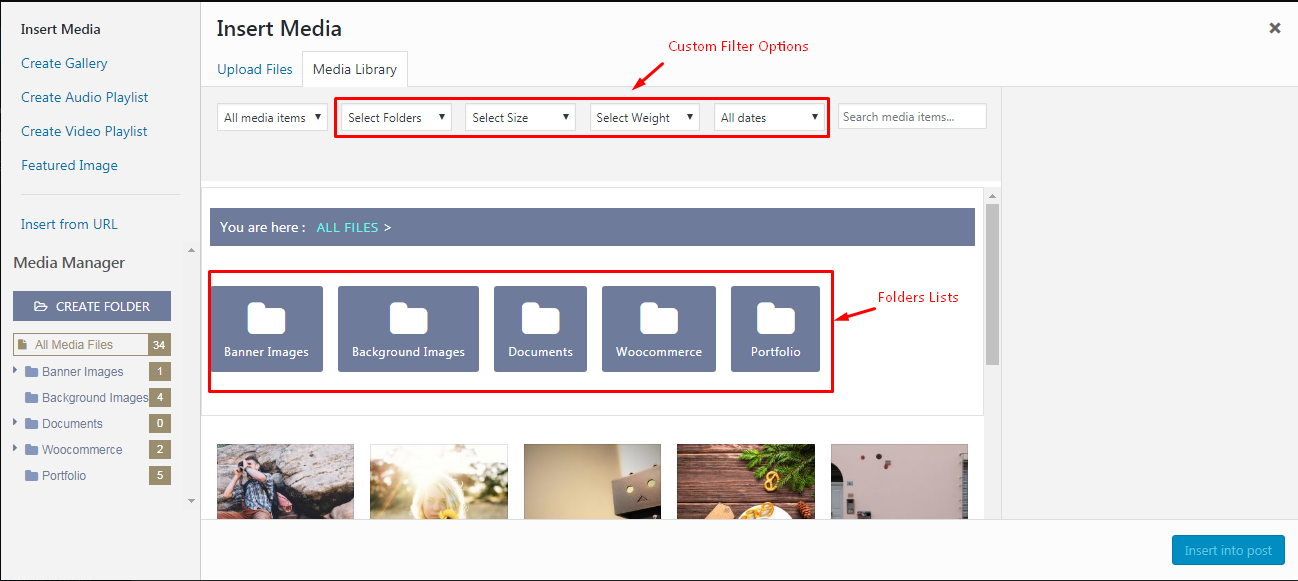 Insert Media
Create Gallery
Create Audio Playlist
Create Video Playlist
Featured Image
Insert from URL
Media Manager
CREATE FOLDER
All Media Files 34
Banner Images 1
Background Images 4
Documents 0
Woocommerce 2
Portfolio 5
Insert Media
Custom Filter Options
Upload Files Media Library
All media items Select Folders Select Size Select Weight All dates Search media items...
You are here : ALL FILES >
Folders Lists
Banner Images Background Images Documents Woocommerce Portfolio
Insert into post